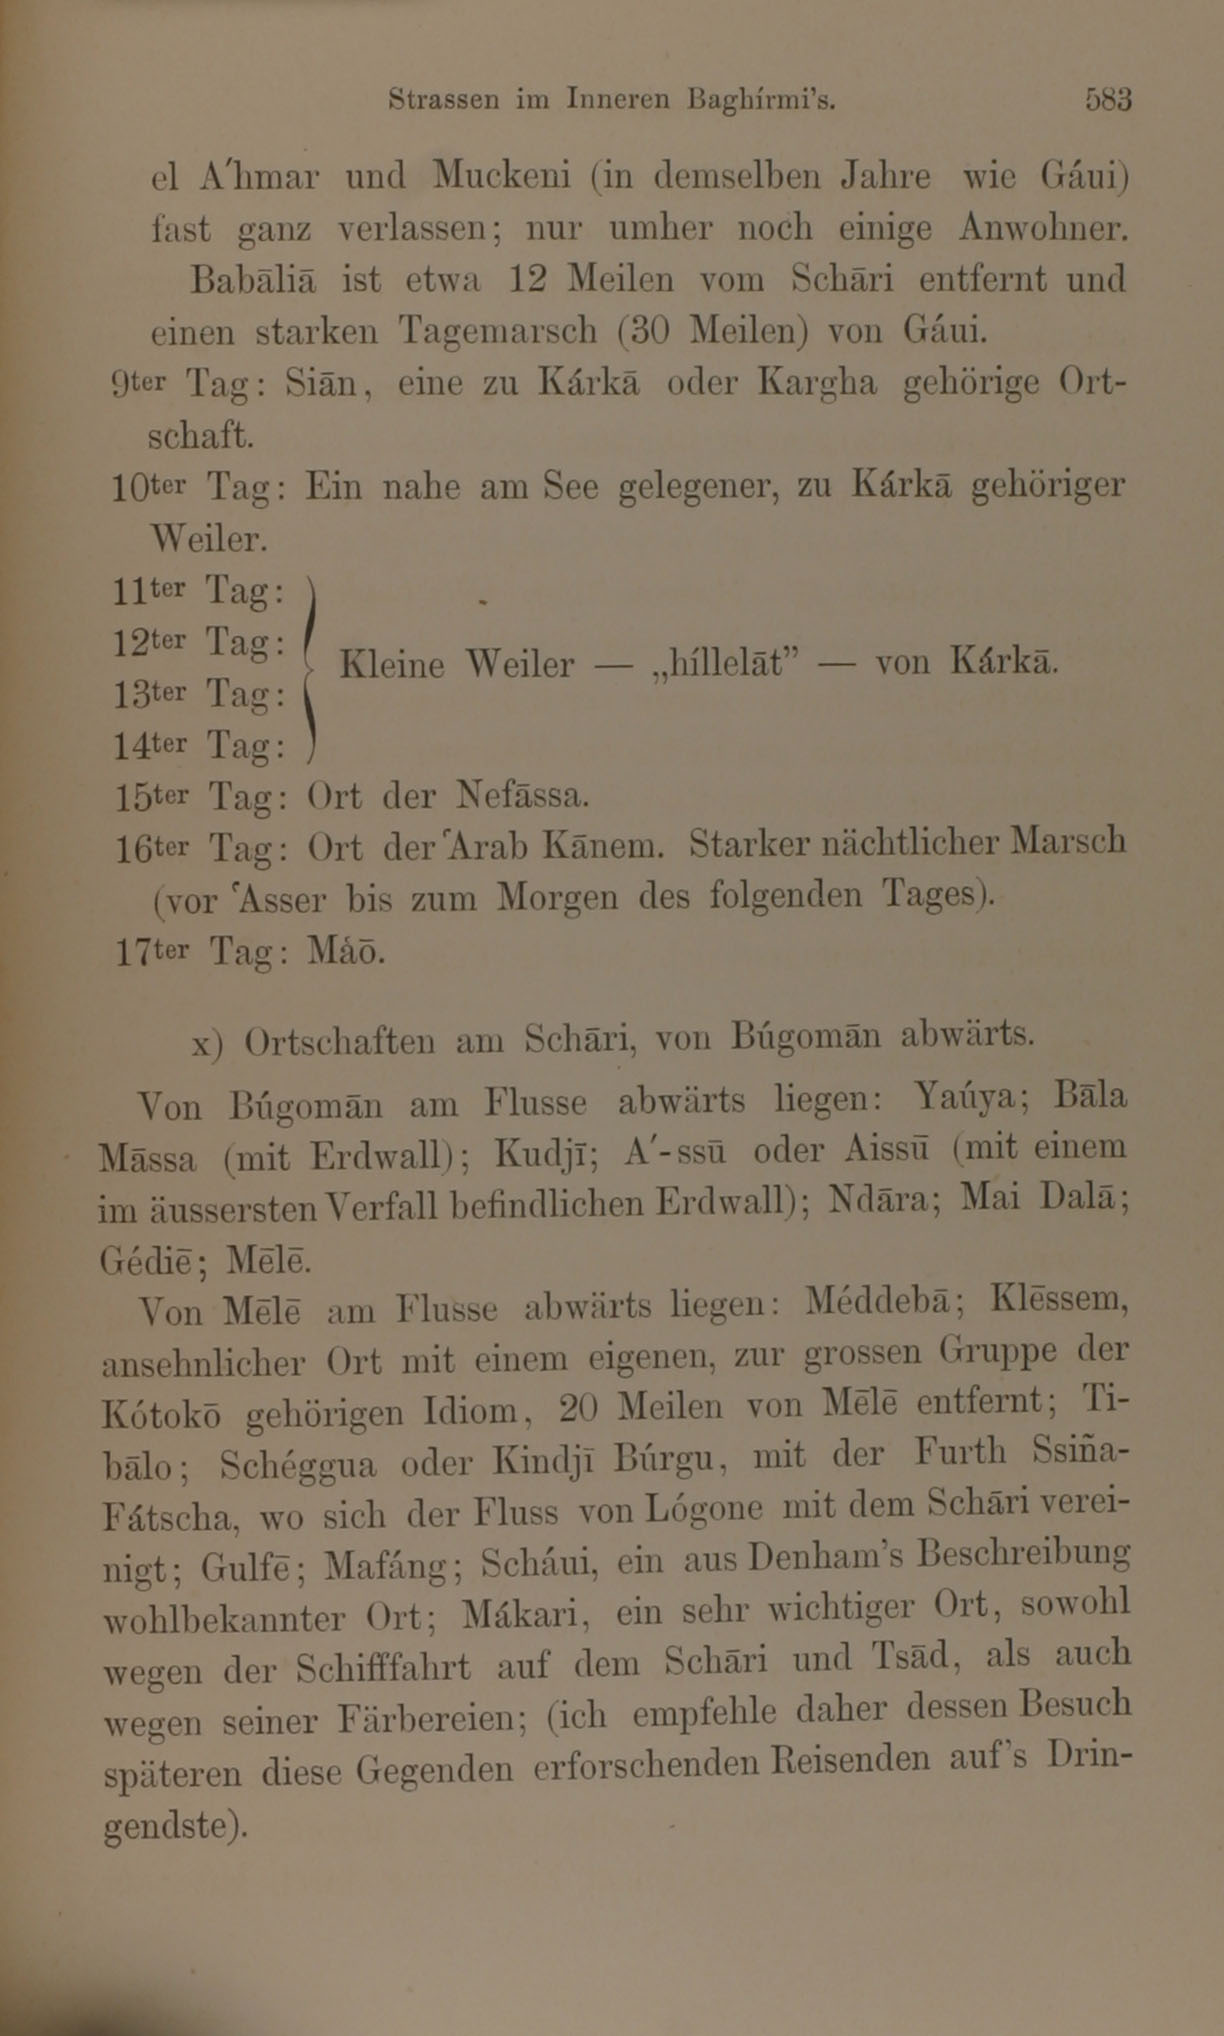 Strassen im Inneren Baghírmi's. 583
el A'hmar und Muckeni (in demselben Jahre wie Gáui)
fast ganz verlassen; nur umher noch einige Anwohner.
Babāliā ist etwa 12 Meilen vom Schāri entfernt und
einen starken Tagemarsch (30 Meilen) von Gáui.
9ter Tag: Siān, eine zu Kárkā oder Kargha gehörige Ort-
schaft.
10ter Tag: Ein nahe am See gelegener, zu Kárkā gehöriger
Weiler.
11ter Tag:
12ter Tag:
13ter Tag:
14ter Tag:
Kleine Weiler — „híllelāt” — von Kárkā.
15ter Tag: Ort der Nefāssa.
16ter Tag: Ort der ʿArab Kānem. Starker nächtlicher Marsch
(vor ʿAsser bis zum Morgen des folgenden Tages).
17ter Tag: Máō.
x) Ortschaften am Schāri, von Búgomān abwärts.
Von Búgomān am Flusse abwärts liegen: Yaúya; Bāla
Māssa (mit Erdwall); Kudjī; A'-ssū oder Aissū (mit einem
im äussersten Verfall befindlichen Erdwall); Ndāra; Mai Dalā;
Gédiē; Mēlē.
Von Mēlē am Flusse abwärts liegen: Méddebā; Klēssem,
ansehnlicher Ort mit einem eigenen, zur grossen Gruppe der
Kótokō gehörigen Idiom, 20 Meilen von Mēlē entfernt; Ti-
bālo; Schéggua oder Kindjī Búrgu, mit der Furth Ssiña-
Fátscha, wo sich der Fluss von Lógone mit dem Schāri verei-
nigt; Gulfē; Mafáng; Scháui, ein aus Denham's Beschreibung
wohlbekannter Ort; Mákari, ein sehr wichtiger Ort, sowohl
wegen der Schifffahrt auf dem Schāri und Tsād, als auch
wegen seiner Färbereien; (ich empfehle daher dessen Besuch
späteren diese Gegenden erforschenden Reisenden auf's Drin-
gendste).